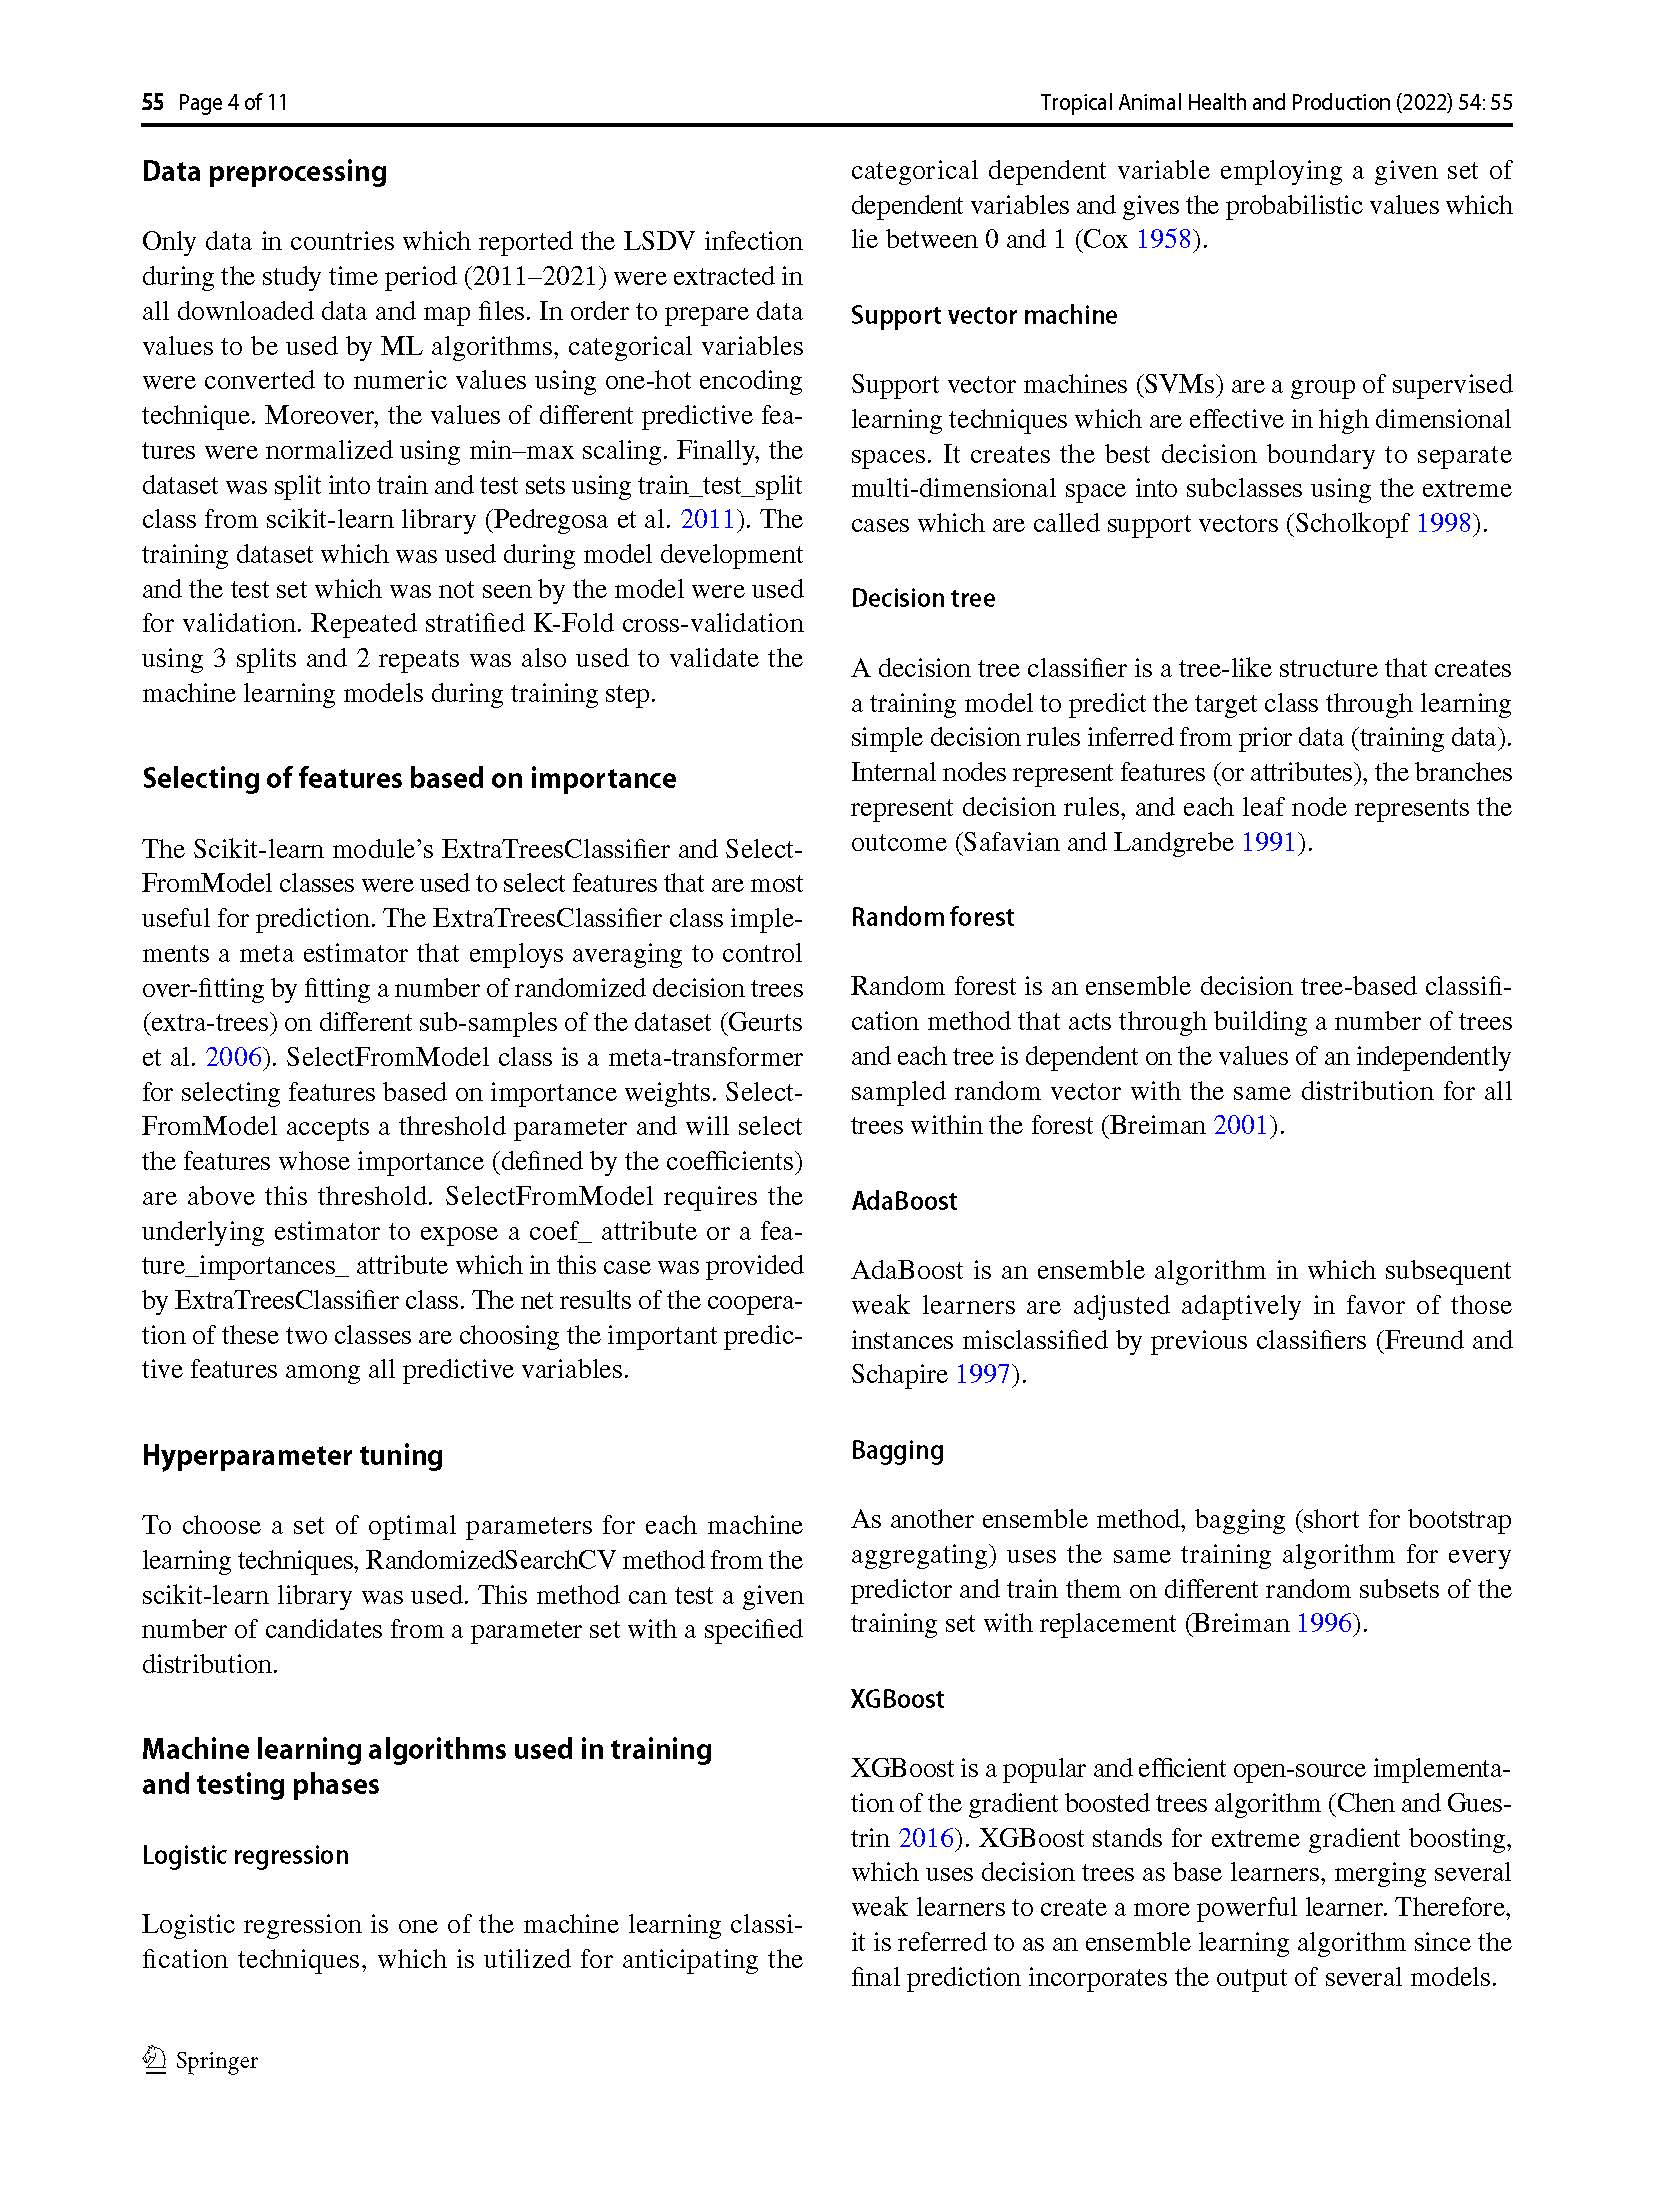 55 Page 4 of 11
Tropical Animal Health and Production (2022) 54: 55
Data preprocessing
Only data in countries which reported the LSDV infection
during the study time period (2011–2021) were extracted in
all downloaded data and map files. In order to prepare data
values to be used by ML algorithms, categorical variables
were converted to numeric values using one-hot encoding
technique. Moreover, the values of different predictive fea-
tures were normalized using min–max scaling. Finally, the
dataset was split into train and test sets using train_test_split
class from scikit-learn library (Pedregosa et al. 2011). The
training dataset which was used during model development
and the test set which was not seen by the model were used
for validation. Repeated stratified K-Fold cross-validation
using 3 splits and 2 repeats was also used to validate the
machine learning models during training step.
Selecting of features based on importance
The Scikit-learn module's ExtraTreesClassifier and Select-
FromModel classes were used to select features that are most
useful for prediction. The ExtraTreesClassifier class imple-
ments a meta estimator that employs averaging to control
over-fitting by fitting a number of randomized decision trees
(extra-trees) on different sub-samples of the dataset (Geurts
et al. 2006). SelectFromModel class is a meta-transformer
for selecting features based on importance weights. Select-
FromModel accepts a threshold parameter and will select
the features whose importance (defined by the coefficients)
are above this threshold. SelectFromModel requires the
underlying estimator to expose a coef_ attribute or a fea-
ture_importances_ attribute which in this case was provided
by ExtraTreesClassifier class. The net results of the coopera-
tion of these two classes are choosing the important predic-
tive features among all predictive variables.
Hyperparameter tuning
To choose a set of optimal parameters for each machine
learning techniques, RandomizedSearchCV method from the
scikit-learn library was used. This method can test a given
number of candidates from a parameter set with a specified
distribution.
Machine learning algorithms used in training
and testing phases
Logistic regression
Logistic regression is one of the machine learning classi-
fication techniques, which is utilized for anticipating the
categorical dependent variable employing a given set of
dependent variables and gives the probabilistic values which
lie between 0 and 1 (Cox 1958).
Support vector machine
Support vector machines (SVMs) are a group of supervised
learning techniques which are effective in high dimensional
spaces. It creates the best decision boundary to separate
multi-dimensional space into subclasses using the extreme
cases which are called support vectors (Scholkopf 1998).
Decision tree
A decision tree classifier is a tree-like structure that creates
a training model to predict the target class through learning
simple decision rules inferred from prior data (training data).
Internal nodes represent features (or attributes), the branches
represent decision rules, and each leaf node represents the
outcome (Safavian and Landgrebe 1991).
Random forest
Random forest is an ensemble decision tree-based classifi-
cation method that acts through building a number of trees
and each tree is dependent on the values of an independently
sampled random vector with the same distribution for all
trees within the forest (Breiman 2001).
AdaBoost
AdaBoost is an ensemble algorithm in which subsequent
weak learners are adjusted adaptively in favor of those
instances misclassified by previous classifiers (Freund and
Schapire 1997).
Bagging
As another ensemble method, bagging (short for bootstrap
aggregating) uses the same training algorithm for every
predictor and train them on different random subsets of the
training set with replacement (Breiman 1996).
XGBoost
XGBoost is a popular and efficient open-source implementa-
tion of the gradient boosted trees algorithm (Chen and Gues-
trin 2016). XGBoost stands for extreme gradient boosting,
which uses decision trees as base learners, merging several
weak learners to create a more powerful learner. Therefore,
it is referred to as an ensemble learning algorithm since the
final prediction incorporates the output of several models.
Springer